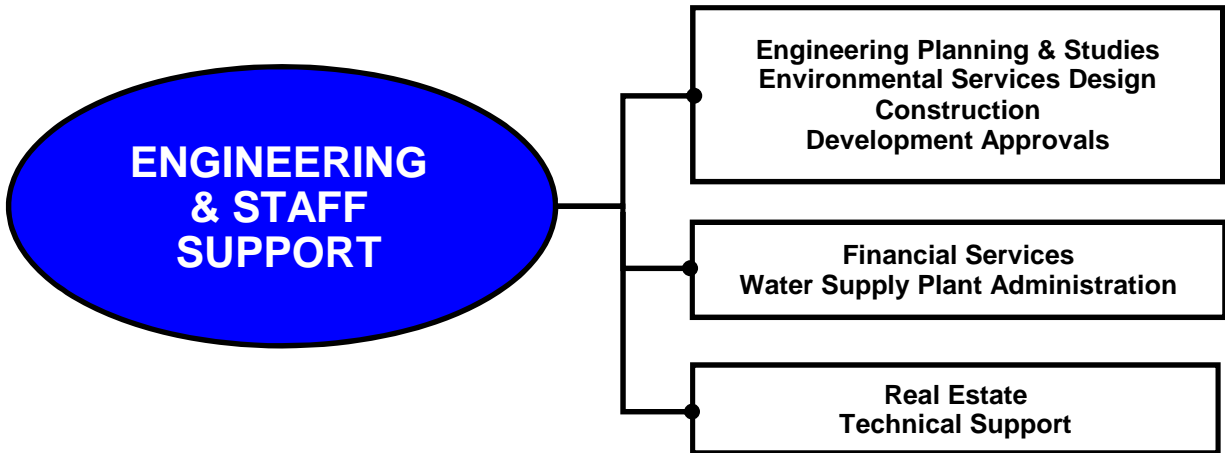 ENGINEERING
& STAFF
SUPPORT
Engineering Planning & Studies
Environmental Services Design
Construction
Development Approvals
Financial Services
Water Supply Plant Administration
Real Estate
Technical Support